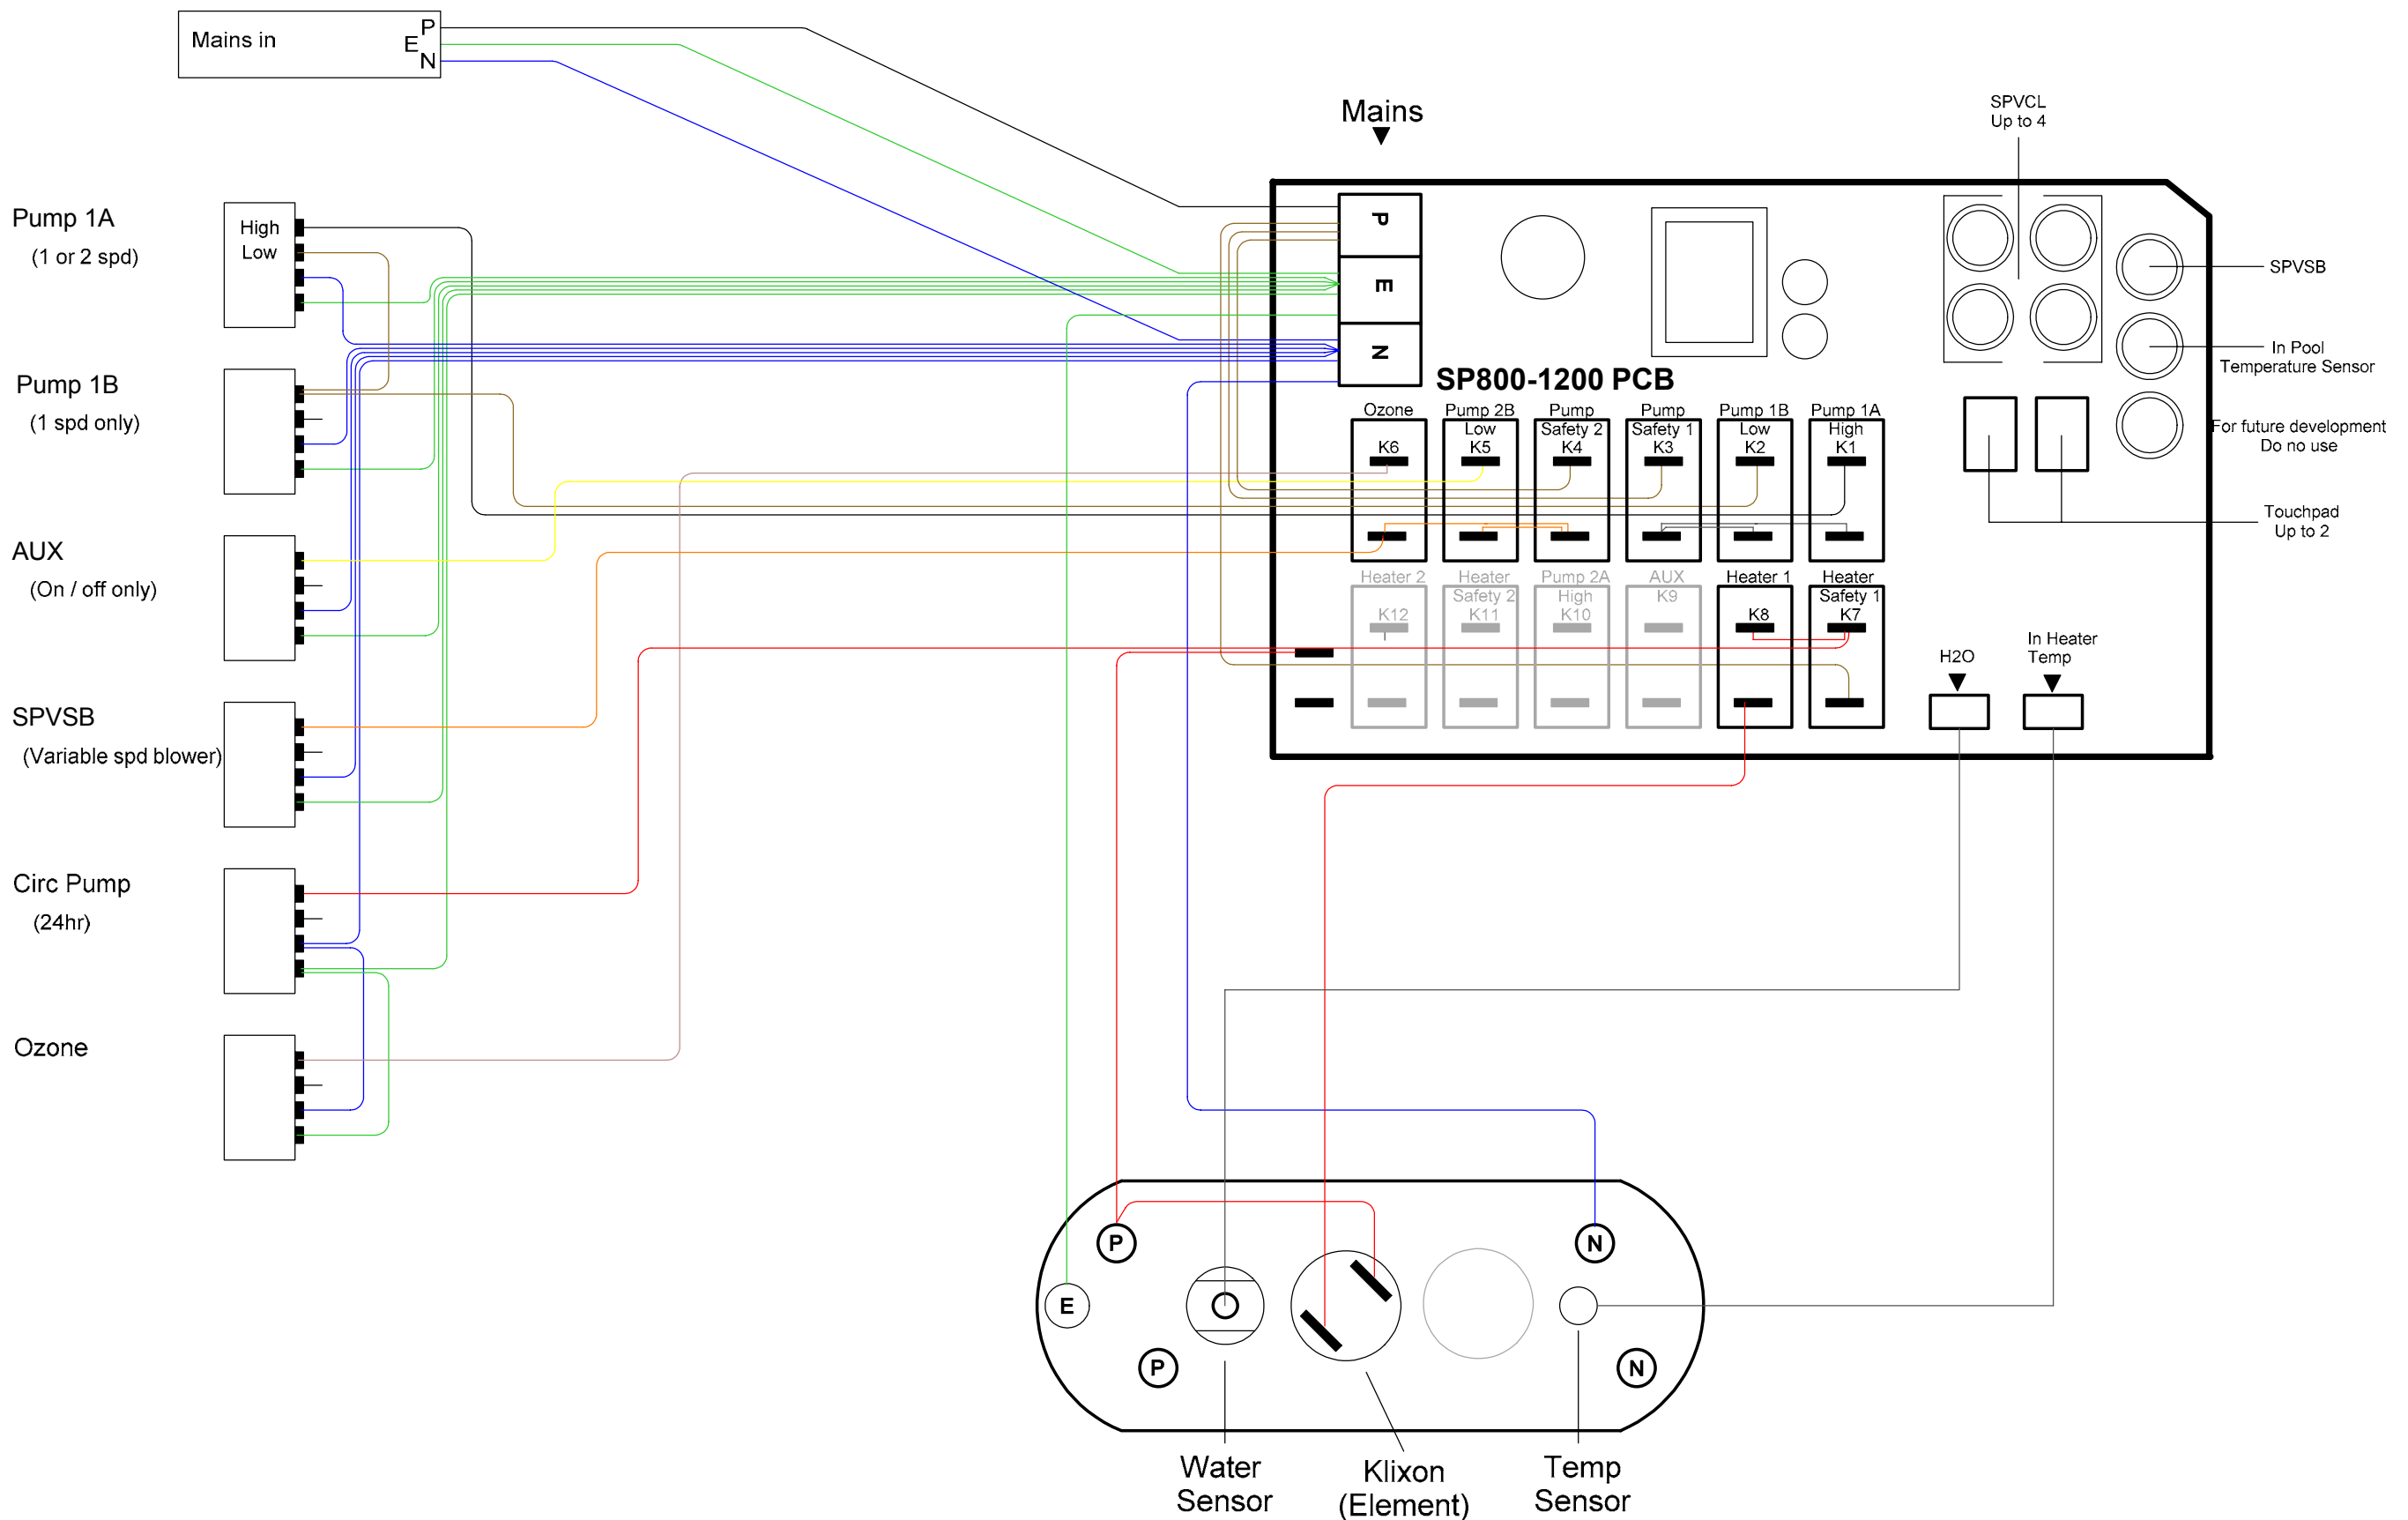 Mains in
P
E
N
Pump 1A
(1 or 2 spd)
High
Low
Pump 1B
(1 spd only)
AUX
(On / off only)
SPVSB
(Variable spd blower)
Circ Pump
(24hr)
Ozone
Mains
P
E
N
SP800-1200 PCB
SPVCL
Up to 4
SPVSB
In Pool
Temperature Sensor
For future development
Do no use
Touchpad
Up to 2
Ozone
K6
Pump 2B
Low
K5
Pump
Safety 2
K4
Pump
Safety 1
K3
Pump 1B
Low
K2
Pump 1A
High
K1
Heater 2
K12
Heater
Safety 2
K11
Pump 2A
High
K10
AUX
K9
Heater 1
K8
Heater
Safety 1
K7
H2O
In Heater
Temp
P
N
E
P
N
Water
Sensor
Klixon
(Element)
Temp
Sensor